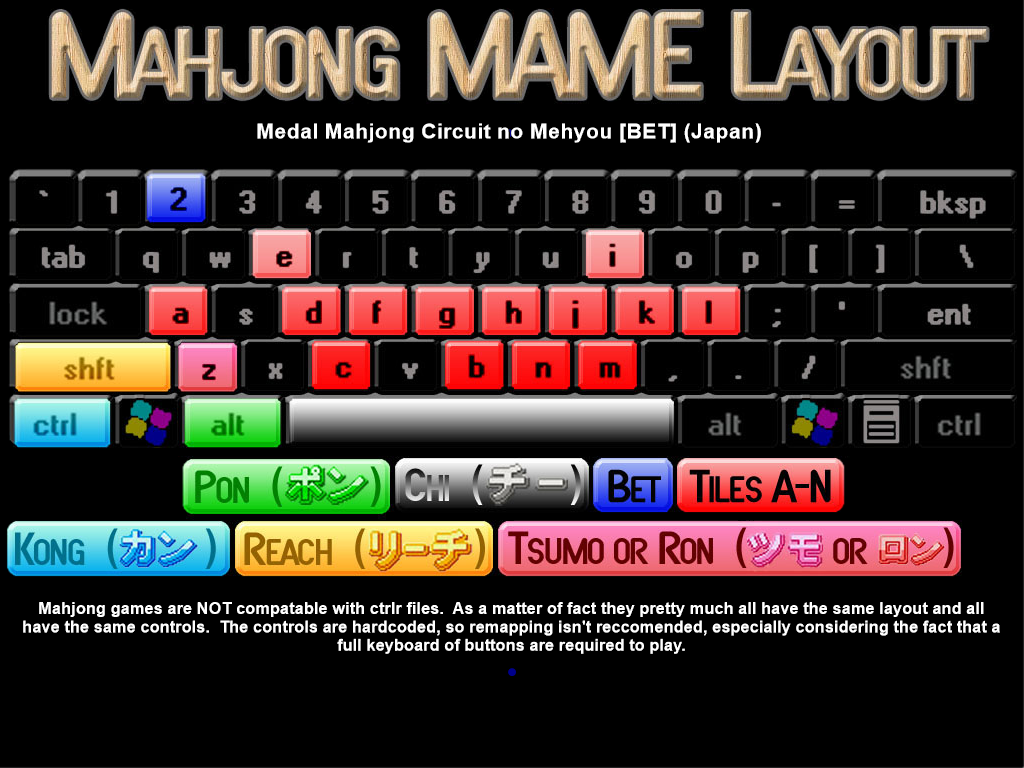 Mahjong MAME Layout
Medal Mahjong Circuit no Mehyou [BET] (Japan)
` 1 2 3 4 5 6 7 8 9 0 - = bksp
tab q w e r t y u i o p [ ] \
lock a s d f g h j k l ; ' ent
shft z x c v b n m , . / shft
ctrl alt alt ctrl
Pon (ポン) Chi (チー) Bet Tiles A-N
Kong (カン) Reach (リーチ) Tsumo or Ron (ツモ or ロン)
Mahjong games are NOT compatable with ctrlr files. As a matter of fact they pretty much all have the same layout and all
have the same controls. The controls are hardcoded, so remapping isn't reccomended, especially considering the fact that a
full keyboard of buttons are required to play.